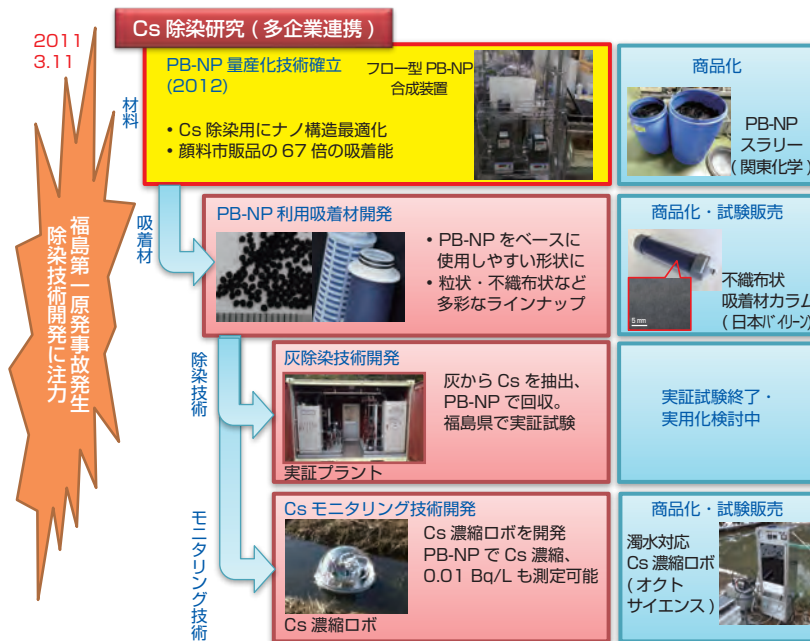 Cs 除染研究 ( 多企業連携 )
2011
3.11
福島第一原発事故発生
除染技術開発に注力
材料
PB-NP 量産化技術確立
(2012)
フロー型 PB-NP
合成装置
• Cs 除染用にナノ構造最適化
• 顔料市販品の 67 倍の吸着能
商品化
PB-NP
スラリー
( 関東化学 )
吸着材
PB-NP 利用吸着材開発
• PB-NP をベースに
使用しやすい形状に
• 粒状・不織布状など
多彩なラインナップ
商品化・試験販売
5 mm
不織布状
吸着材カラム
( 日本バイリーン)
除染技術
灰除染技術開発
灰から Cs を抽出、
PB-NP で回収。
福島県で実証試験
実証プラント
実証試験終了・
実用化検討中
モニタリング技術
Cs モニタリング技術開発
Cs 濃縮ロボを開発
PB-NP で Cs 濃縮、
0.01 Bq/L も測定可能
Cs 濃縮ロボ
商品化・試験販売
濁水対応
Cs 濃縮ロボ
( オクト
サイエンス )